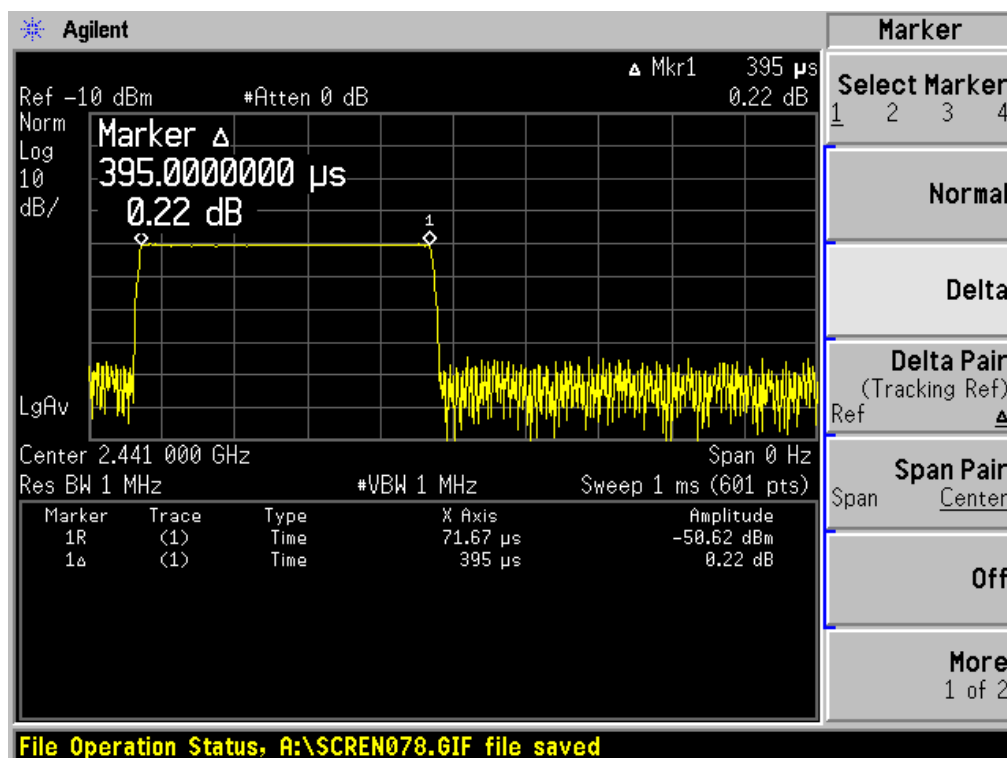 Agilent
Marker
Δ Mkr1 395 µs
Ref -10 dBm #Atten 0 dB 0.22 dB
Norm
Log
10
dB/
Marker Δ
395.0000000 µs
0.22 dB
1
LgAv
Center 2.441 000 GHz Span 0 Hz
Res BW 1 MHz #VBW 1 MHz Sweep 1 ms (601 pts)
Marker Trace Type X Axis Amplitude
1R (1) Time 71.67 µs -50.62 dBm
1Δ (1) Time 395 µs 0.22 dB
Select Marker
1 2 3 4
Normal
Delta
Delta Pair
(Tracking Ref)
Ref Δ
Span Pair
Span Center
Off
More
1 of 2
File Operation Status, A:\SCREN078.GIF file saved